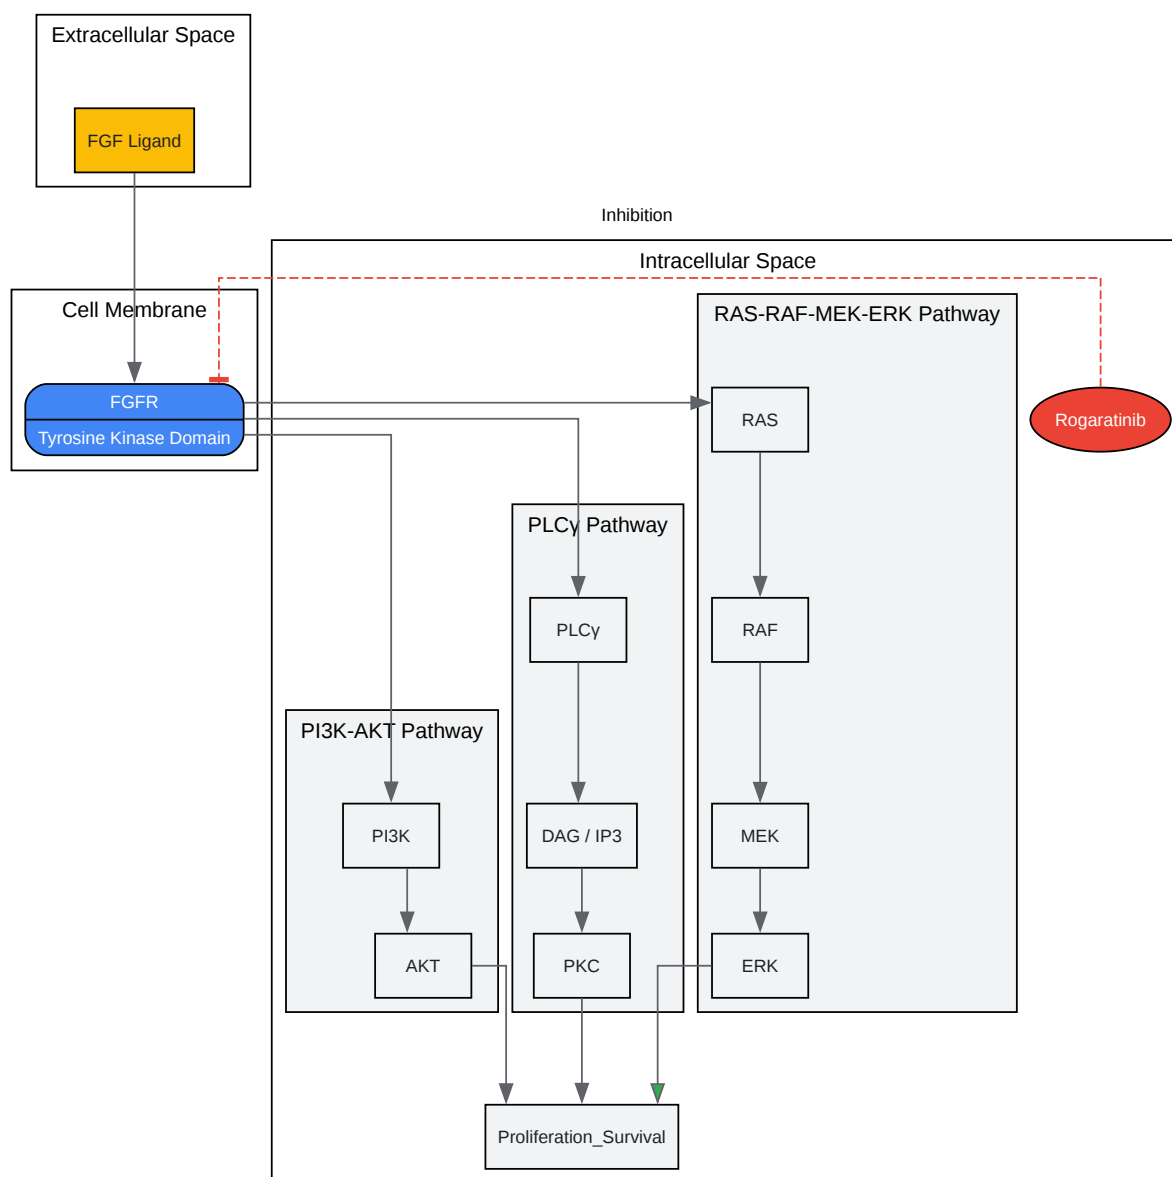 Extracellular Space
FGF Ligand
Inhibition
Intracellular Space
Cell Membrane
FGFR
Tyrosine Kinase Domain
RAS-RAF-MEK-ERK Pathway
RAS
Rogaratinib
PLCγ Pathway
PLCγ
RAF
PI3K-AKT Pathway
PI3K
DAG / IP3
MEK
AKT
PKC
ERK
Proliferation_Survival